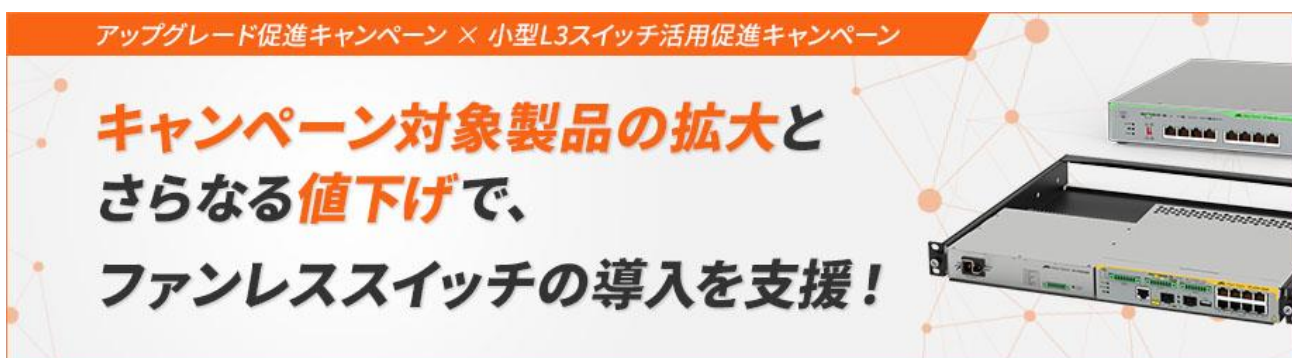 アップグレード促進キャンペーン × 小型L3スイッチ活用促進キャンペーン
キャンペーン対象製品の拡大と
さらなる値下げで、
ファンレススイッチの導入を支援！